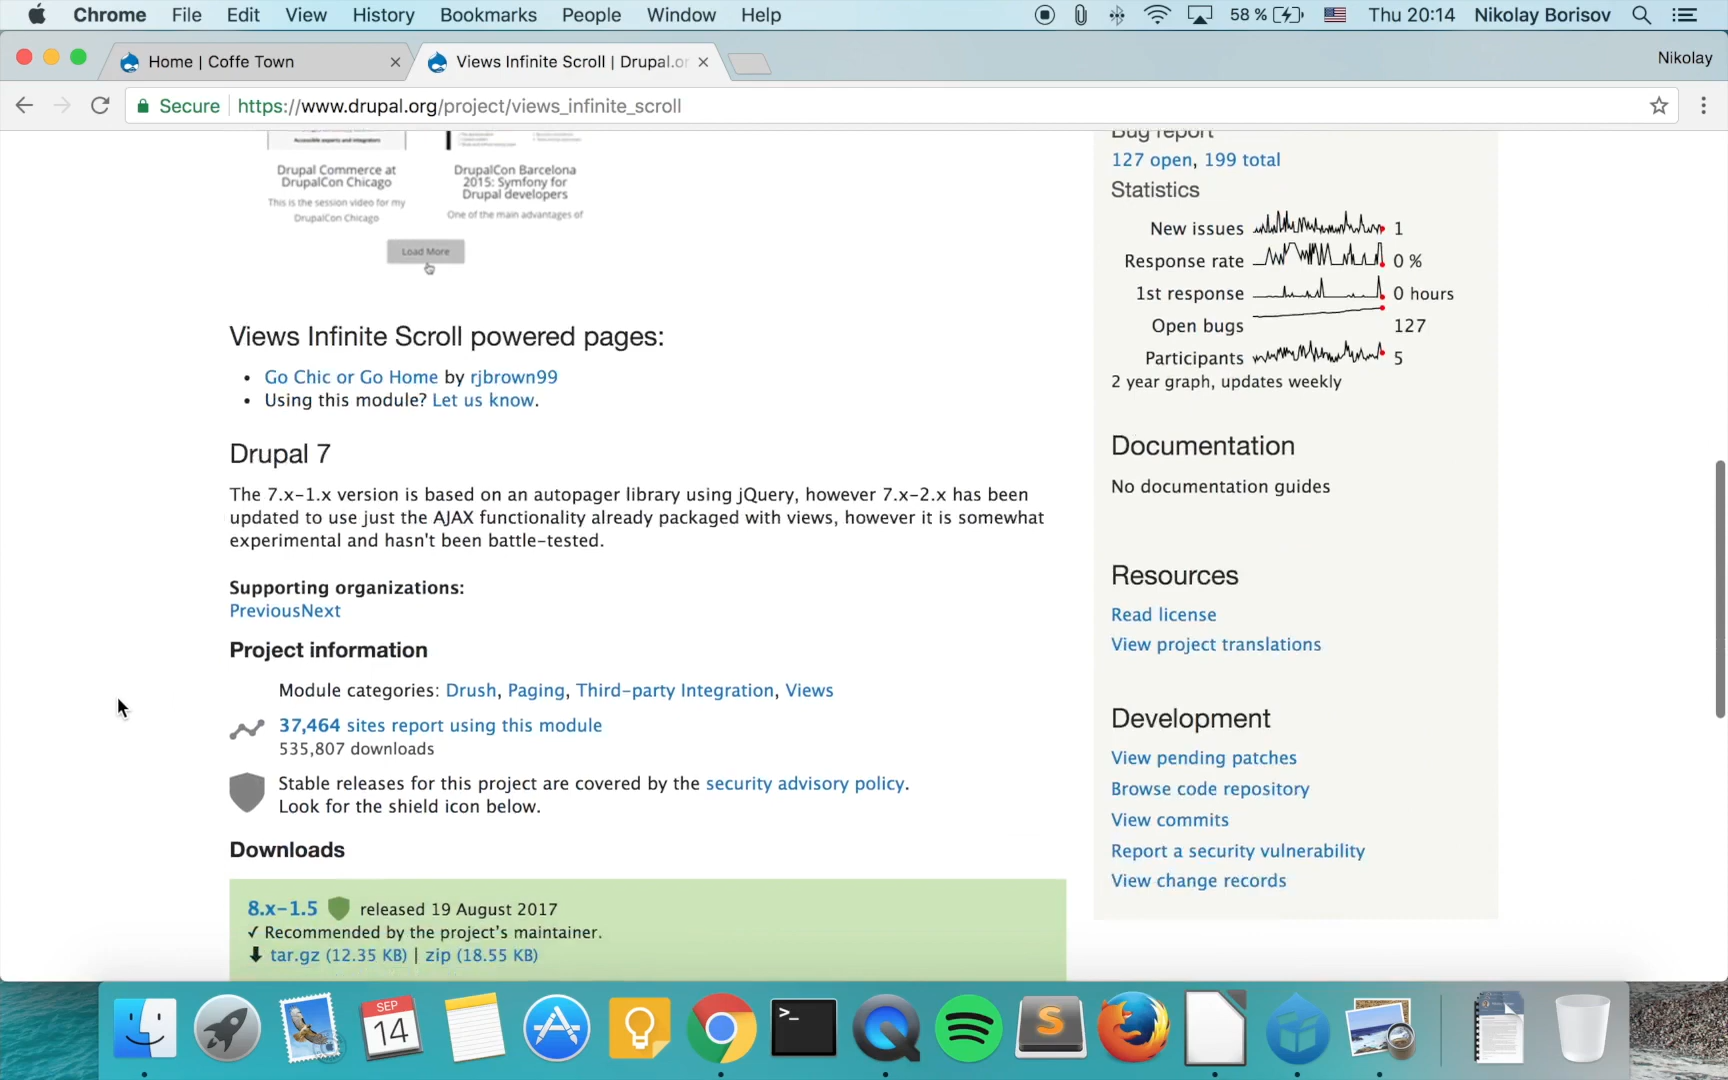 Chrome File Edit View History Bookmarks People Window Help 58 % Thu 20:14 Nikolay Borisov
Home | Coffe Town
Views Infinite Scroll | Drupal.or
Nikolay
Secure https://www.drupal.org/project/views_infinite_scroll
Accessible experts and integrators
Drupal Commerce at
DrupalCon Chicago
This is the session video for my
DrupalCon Chicago
DrupalCon Barcelona
2015: Symfony for
Drupal developers
One of the main advantages of
Load More
Views Infinite Scroll powered pages:
• Go Chic or Go Home by rjbrown99
• Using this module? Let us know.
Drupal 7
The 7.x-1.x version is based on an autopager library using jQuery, however 7.x-2.x has been
updated to use just the AJAX functionality already packaged with views, however it is somewhat
experimental and hasn't been battle-tested.
Supporting organizations:
PreviousNext
Project information
Module categories: Drush, Paging, Third-party Integration, Views
37,464 sites report using this module
535,807 downloads
Stable releases for this project are covered by the security advisory policy.
Look for the shield icon below.
Downloads
8.x-1.5 released 19 August 2017
✓ Recommended by the project's maintainer.
tar.gz (12.35 KB) | zip (18.55 KB)
Bug report
127 open, 199 total
Statistics
New issues 1
Response rate 0 %
1st response 0 hours
Open bugs 127
Participants 5
2 year graph, updates weekly
Documentation
No documentation guides
Resources
Read license
View project translations
Development
View pending patches
Browse code repository
View commits
Report a security vulnerability
View change records
SEP
14
>_
S